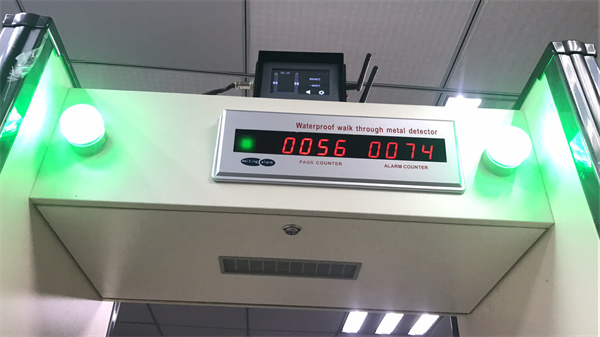 Waterproof walk through metal detector
0056 0074
PASS COUNTER ALARM COUNTER